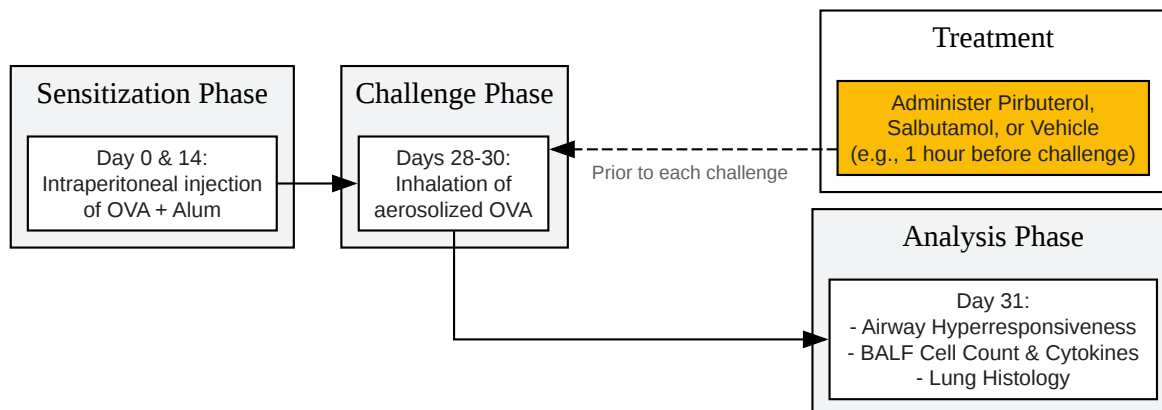 Sensitization Phase
Day 0 & 14:
Intraperitoneal injection
of OVA + Alum
Challenge Phase
Days 28-30:
Inhalation of
aerosolized OVA
Prior to each challenge
Treatment
Administer Pirbuterol,
Salbutamol, or Vehicle
(e.g., 1 hour before challenge)
Analysis Phase
Day 31:
- Airway Hyperresponsiveness
- BALF Cell Count & Cytokines
- Lung Histology